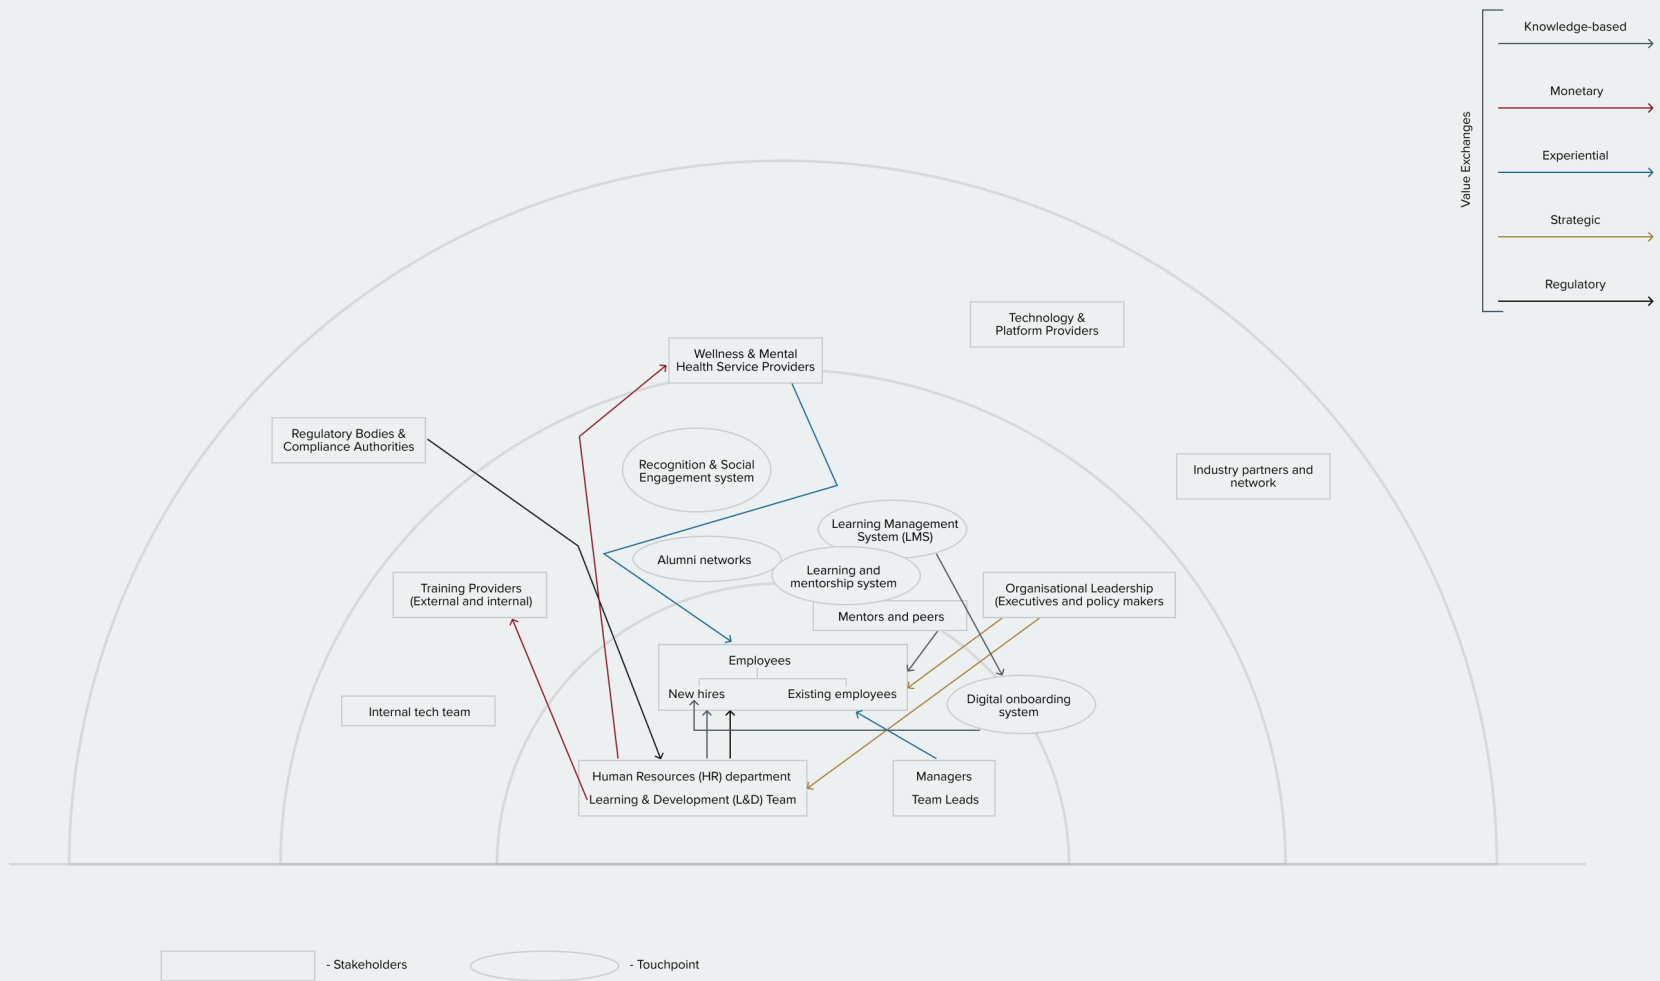 Knowledge-based
Monetary
Experiential
Strategic
Regulatory
Value Exchanges
Technology &
Platform Providers
Wellness & Mental
Health Service Providers
Regulatory Bodies &
Compliance Authorities
Recognition & Social
Engagement system
Industry partners and
network
Learning Management
System (LMS)
Alumni networks
Learning and
mentorship system
Training Providers
(External and internal)
Organisational Leadership
(Executives and policy makers
Mentors and peers
Employees
New hires
Existing employees
Internal tech team
Digital onboarding
system
Human Resources (HR) department
Learning & Development (L&D) Team
Managers
Team Leads
- Stakeholders
- Touchpoint